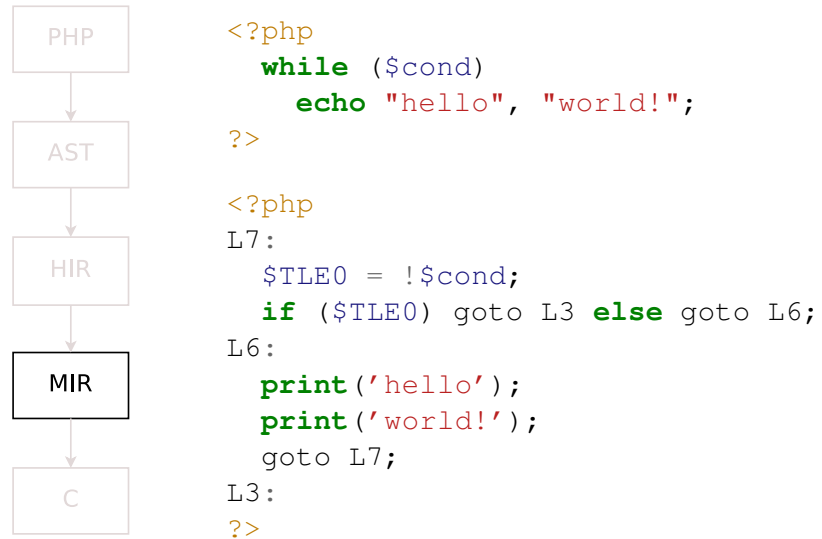 PHP
AST
HIR
MIR
C
<?php
  while ($cond)
    echo "hello", "world!";
?>
<?php
L7:
  $TLE0 = !$cond;
  if ($TLE0) goto L3 else goto L6;
L6:
  print('hello');
  print('world!');
  goto L7;
L3:
?>